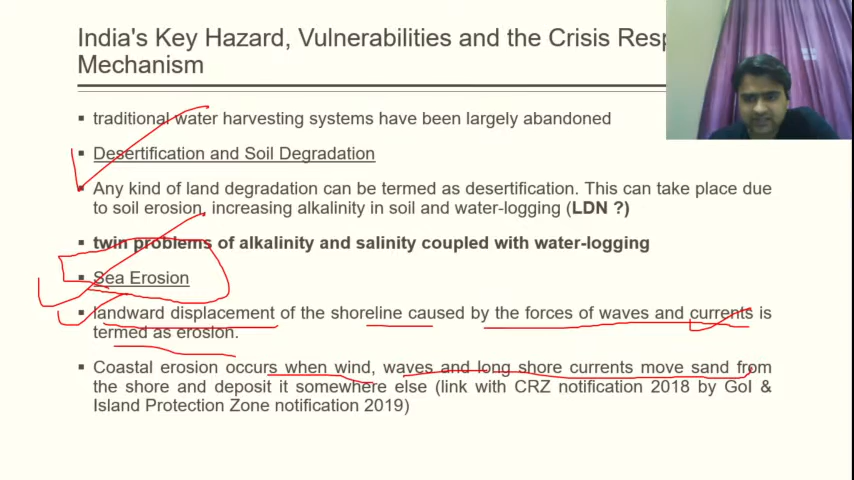 India's Key Hazard, Vulnerabilities and the Crisis Resp
Mechanism
traditional water harvesting systems have been largely abandoned
Desertification and Soil Degradation
Any kind of land degradation can be termed as desertification. This can take place due
to soil erosion, increasing alkalinity in soil and water-logging (LDN ?)
twin problems of alkalinity and salinity coupled with water-logging
Sea Erosion
landward displacement of the shoreline caused by the forces of waves and currents is
termed as erosion.
Coastal erosion occurs when wind, waves and long shore currents move sand from
the shore and deposit it somewhere else (link with CRZ notification 2018 by GoI &
Island Protection Zone notification 2019)